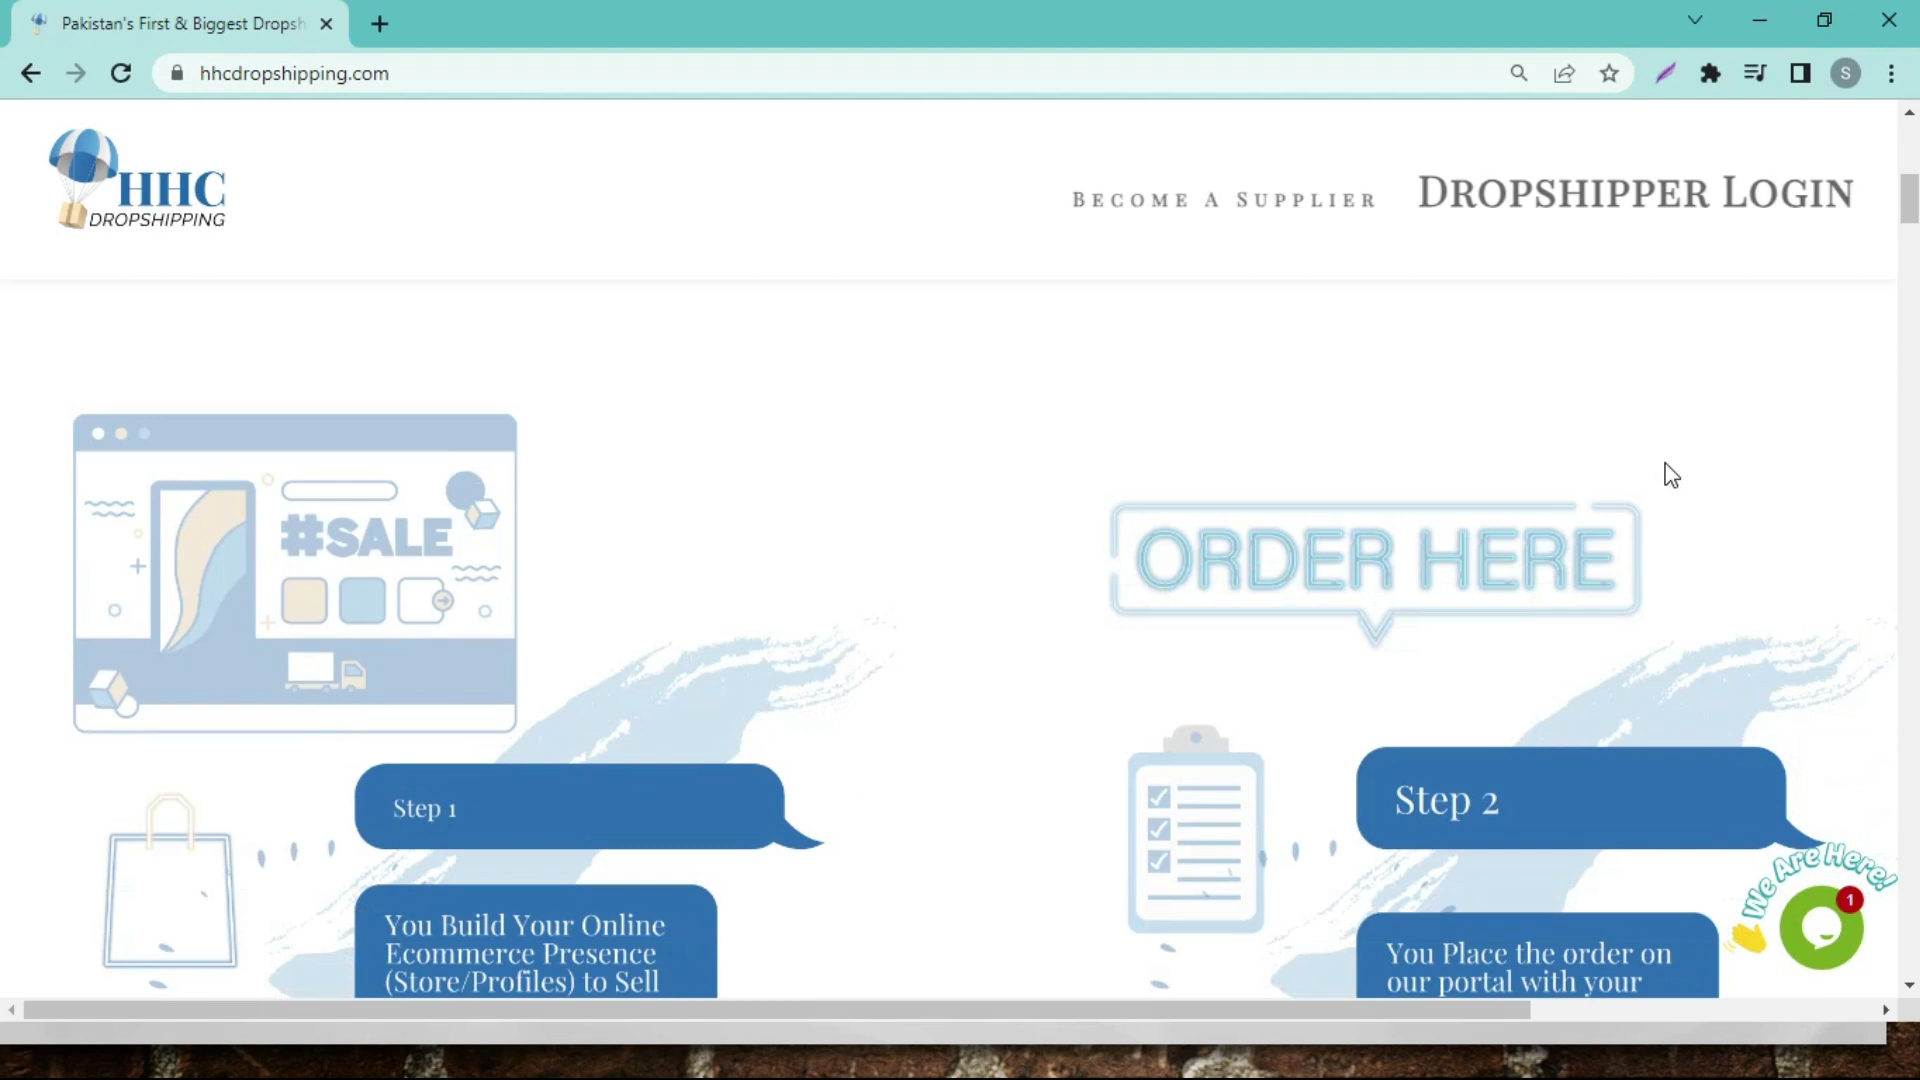 Pakistan's First & Biggest Dropsh
hhcdropshipping.com
S
HHC
DROPSHIPPING
BECOME A SUPPLIER
DROPSHIPPER LOGIN
#SALE
ORDER HERE
Step 1
You Build Your Online
Ecommerce Presence
(Store/Profiles) to Sell
Step 2
You Place the order on
our portal with your
We Are Here!
1